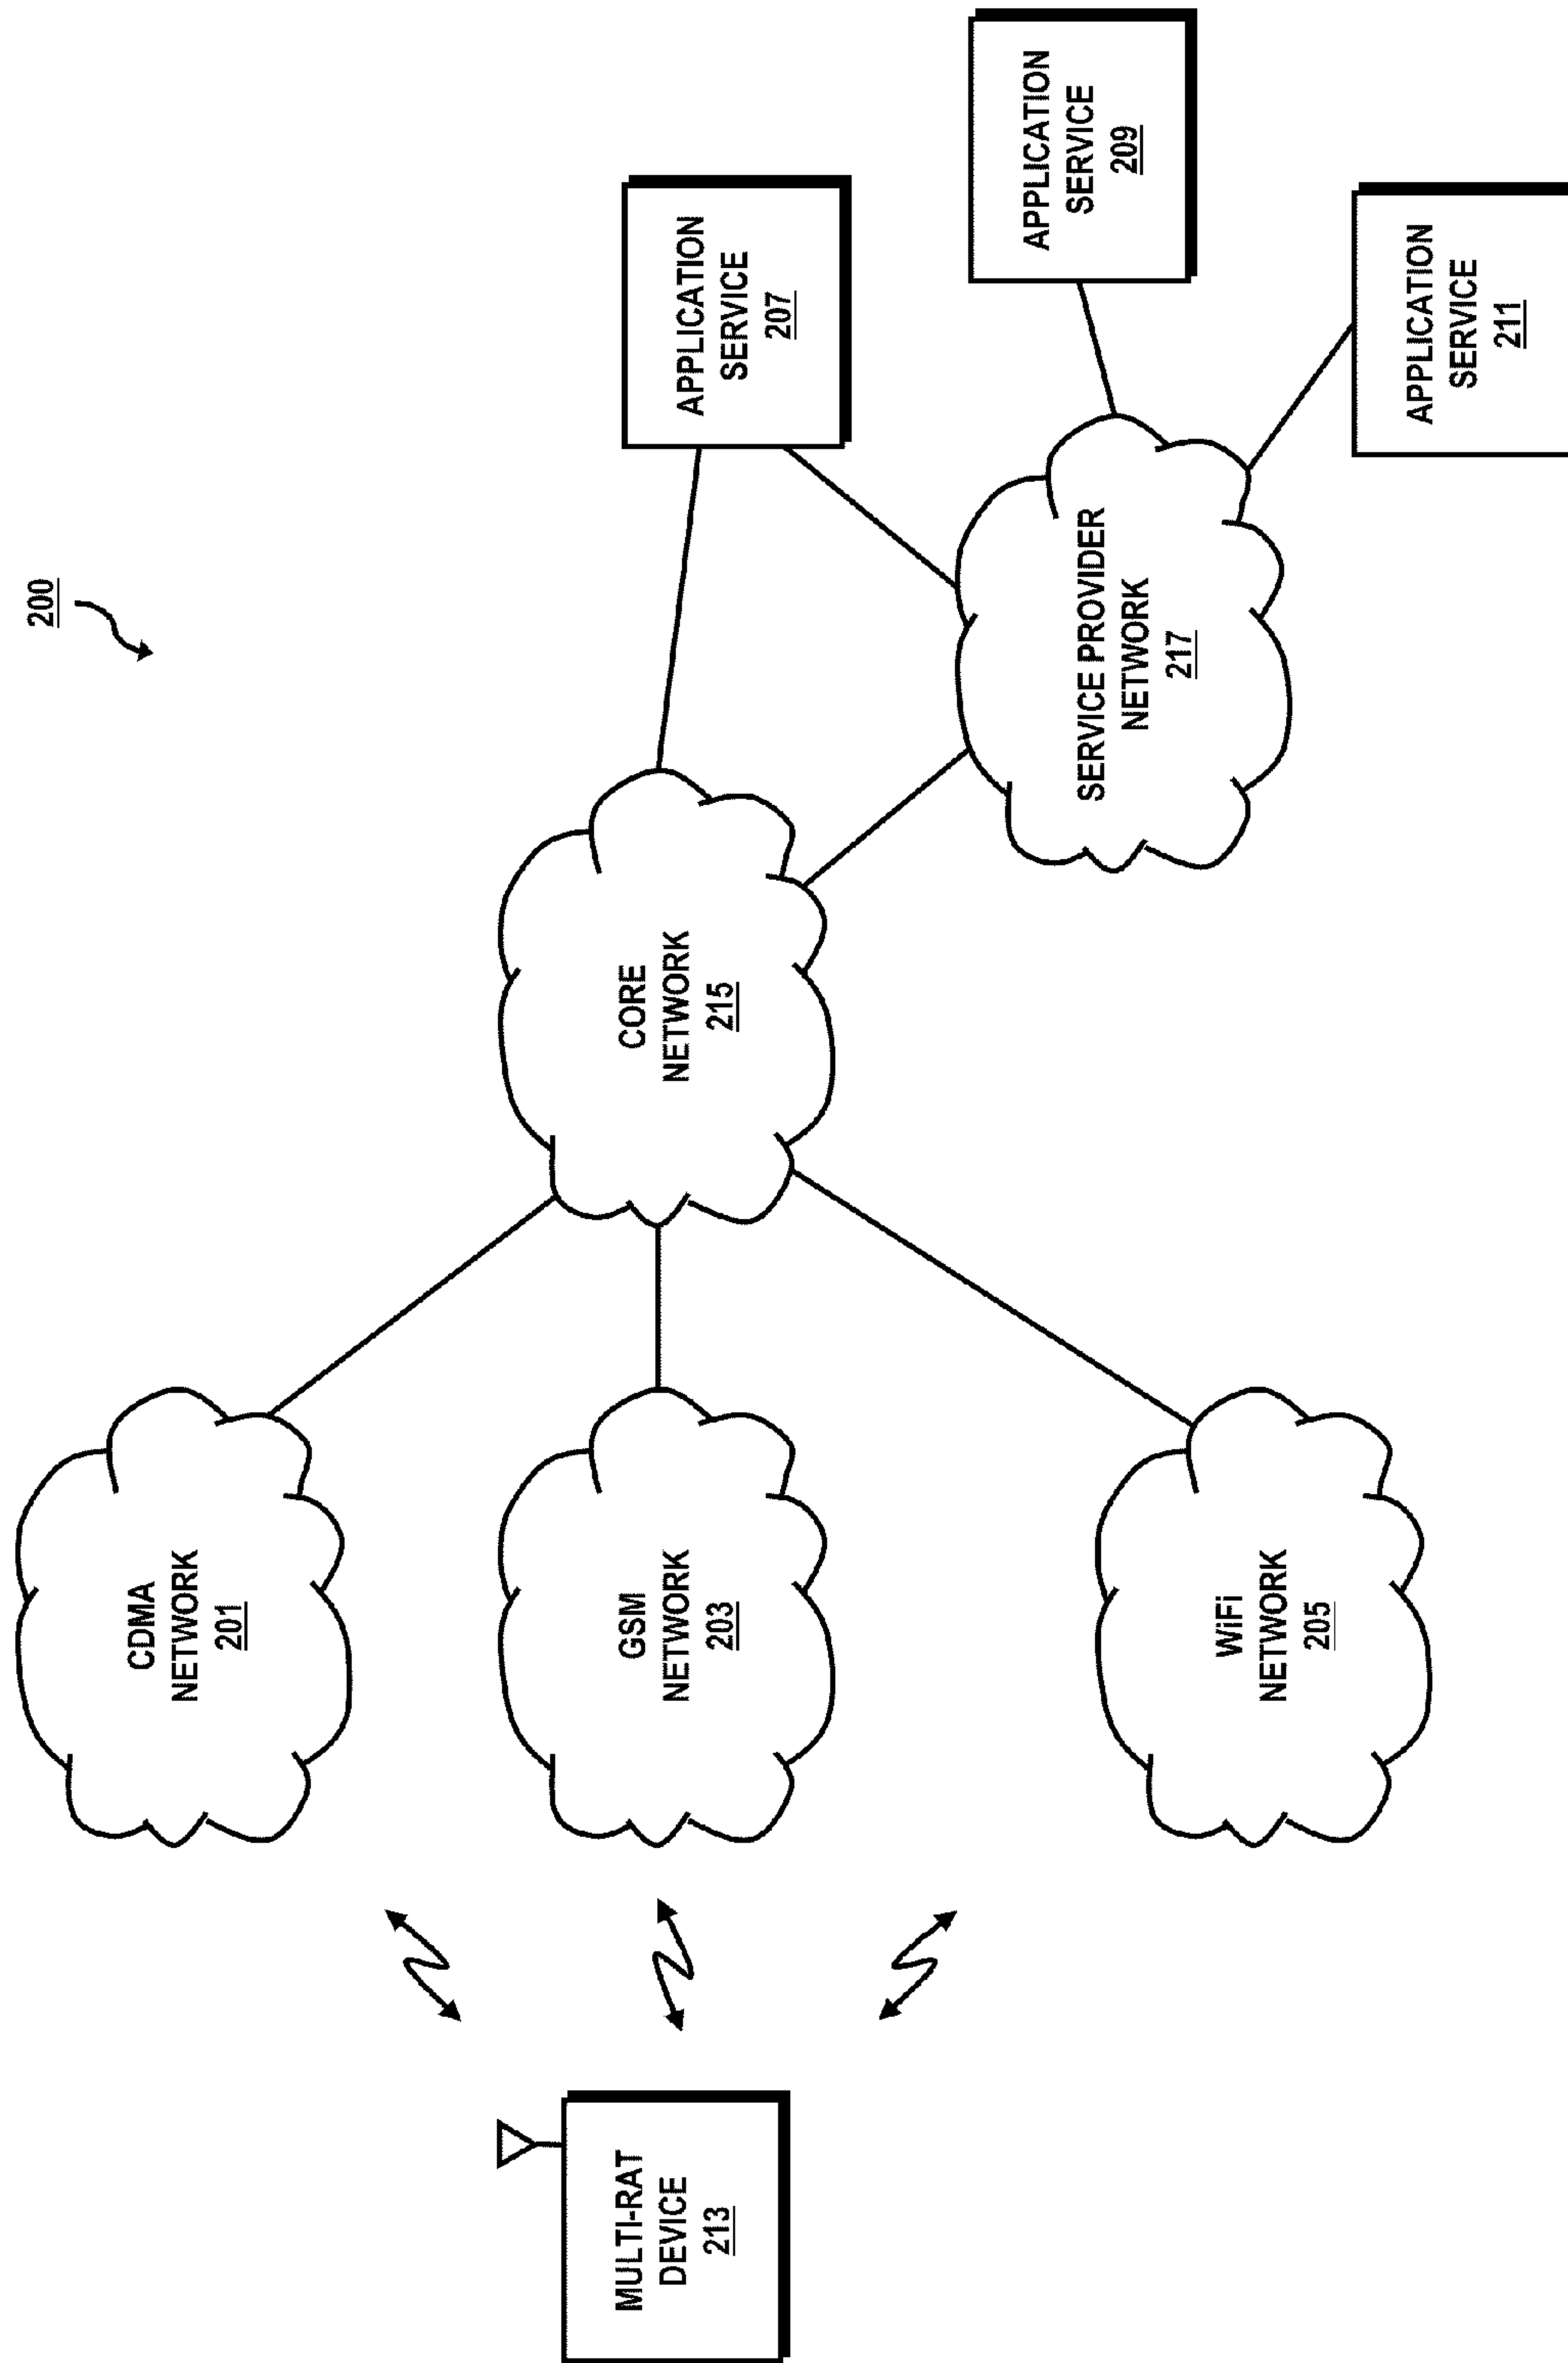 200
CDMA
NETWORK
201
GSM
NETWORK
203
WiFi
NETWORK
205
MULTI-RAT
DEVICE
213
CORE
NETWORK
215
SERVICE PROVIDER
NETWORK
217
APPLICATION
SERVICE
207
APPLICATION
SERVICE
209
APPLICATION
SERVICE
211